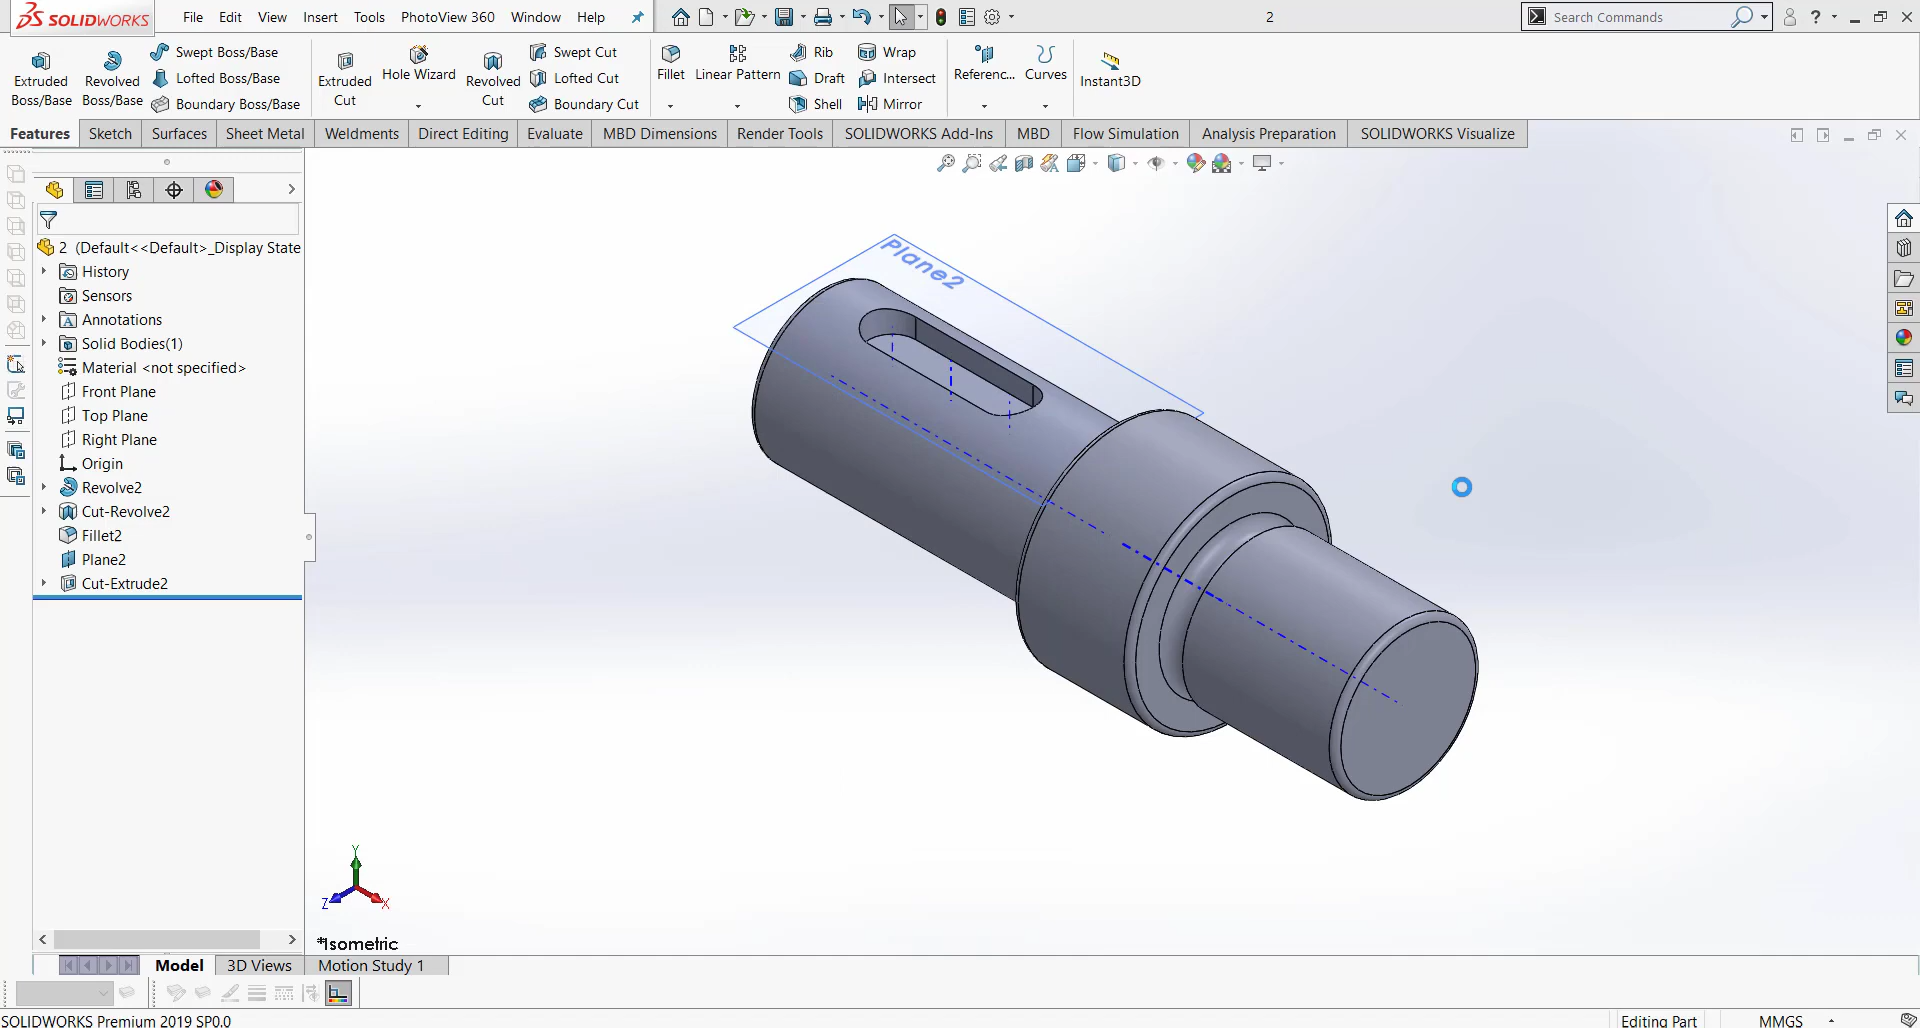 SOLIDWORKS File Edit View Insert Tools PhotoView 360 Window Help 2 Search Commands ?
Extruded Boss/Base
Revolved Boss/Base
Swept Boss/Base
Lofted Boss/Base
Boundary Boss/Base
Extruded Cut
Hole Wizard
Revolved Cut
Swept Cut
Lofted Cut
Boundary Cut
Fillet
Linear Pattern
Rib
Draft
Shell
Wrap
Intersect
Mirror
Referenc...
Curves
Instant3D
Features Sketch Surfaces Sheet Metal Weldments Direct Editing Evaluate MBD Dimensions Render Tools SOLIDWORKS Add-Ins MBD Flow Simulation Analysis Preparation SOLIDWORKS Visualize
2 (Default<<Default>_Display State
History
Sensors
Annotations
Solid Bodies(1)
Material <not specified>
Front Plane
Top Plane
Right Plane
Origin
Revolve2
Cut-Revolve2
Fillet2
Plane2
Cut-Extrude2
Plane2
Y
Z
X
*Isometric
Model 3D Views Motion Study 1
SOLIDWORKS Premium 2019 SP0.0 Editing Part MMGS